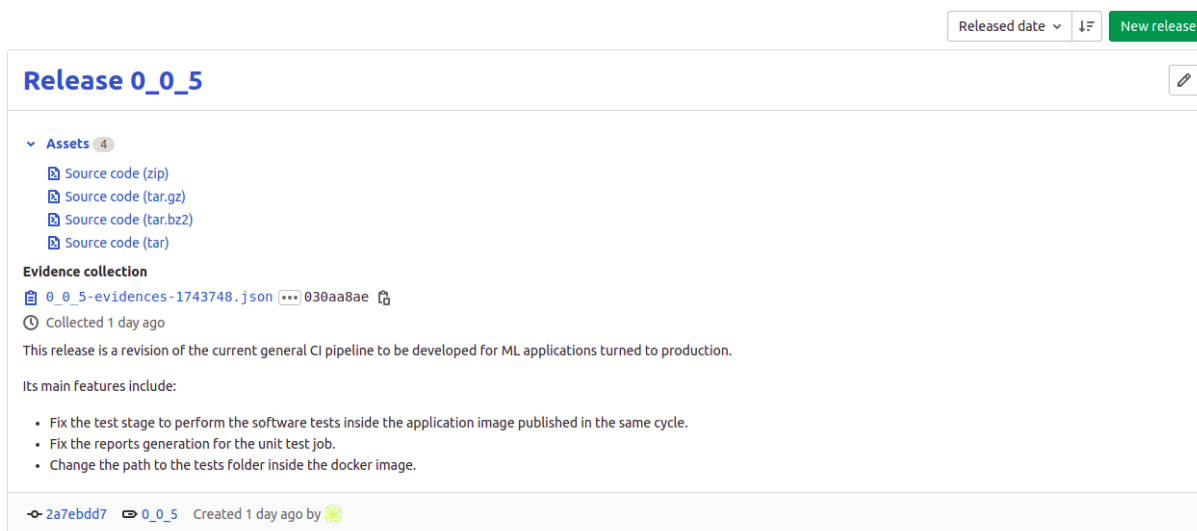 Released date
New release
Release 0_0_5
Assets 4
Source code (zip)
Source code (tar.gz)
Source code (tar.bz2)
Source code (tar)
Evidence collection
0_0_5-evidences-1743748.json ••• 030aa8ae
Collected 1 day ago
This release is a revision of the current general CI pipeline to be developed for ML applications turned to production.
Its main features include:
• Fix the test stage to perform the software tests inside the application image published in the same cycle.
• Fix the reports generation for the unit test job.
• Change the path to the tests folder inside the docker image.
2a7ebdd7 0_0_5 Created 1 day ago by